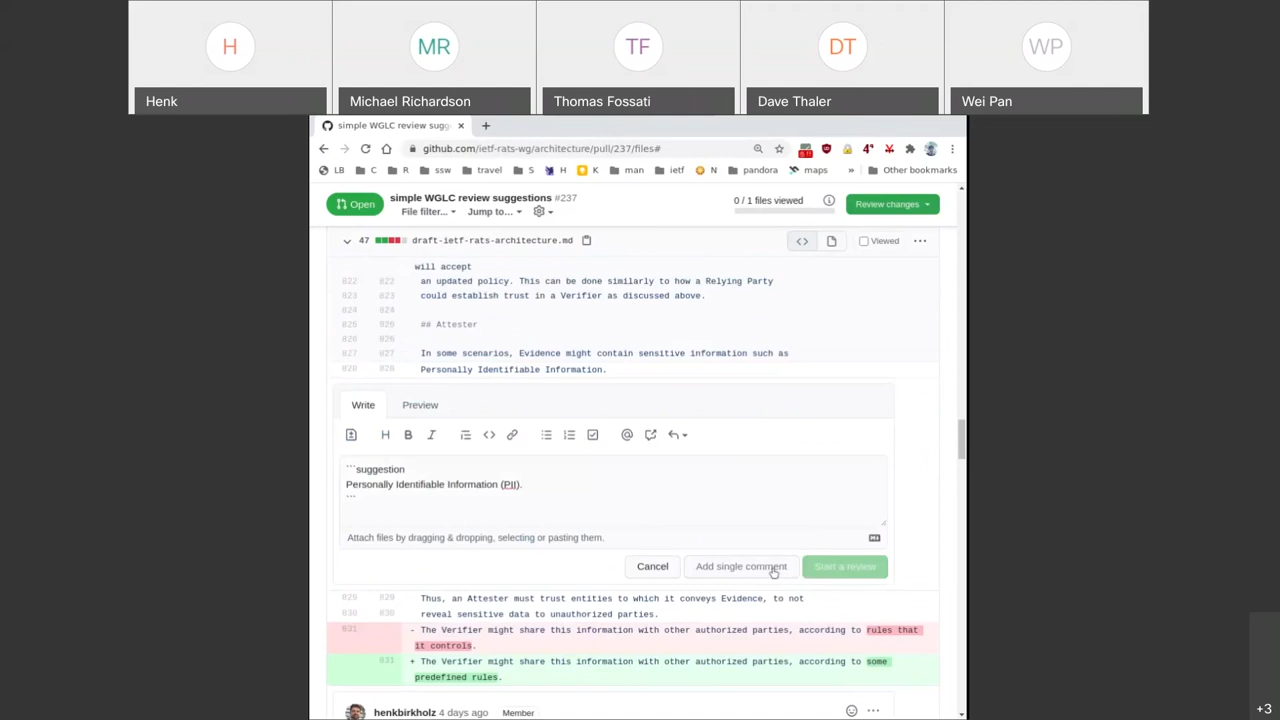 H
MR
TF
DT
WP
Henk
Michael Richardson
Thomas Fossati
Dave Thaler
Wei Pan
simple WGLC review sugg
github.com/ietf-rats-wg/architecture/pull/237/files#
LB C R ssw travel S H K man ietf N pandora maps » Other bookmarks
Open
simple WGLC review suggestions #237
File filter... Jump to...
0 / 1 files viewed
Review changes
47 draft-ietf-rats-architecture.md
Viewed
will accept
822 822 an updated policy. This can be done similarly to how a Relying Party
823 823 could establish trust in a Verifier as discussed above.
824 824
825 825 ## Attester
826 826
827 827 In some scenarios, Evidence might contain sensitive information such as
828 828 Personally Identifiable Information.
Write Preview
```suggestion
Personally Identifiable Information (PII).
```
Attach files by dragging & dropping, selecting or pasting them.
Cancel
Add single comment
Start a review
829 829 Thus, an Attester must trust entities to which it conveys Evidence, to not
830 830 reveal sensitive data to unauthorized parties.
831 - The Verifier might share this information with other authorized parties, according to rules that
it controls.
831 + The Verifier might share this information with other authorized parties, according to some
predefined rules.
henkbirkholz 4 days ago Member
+3